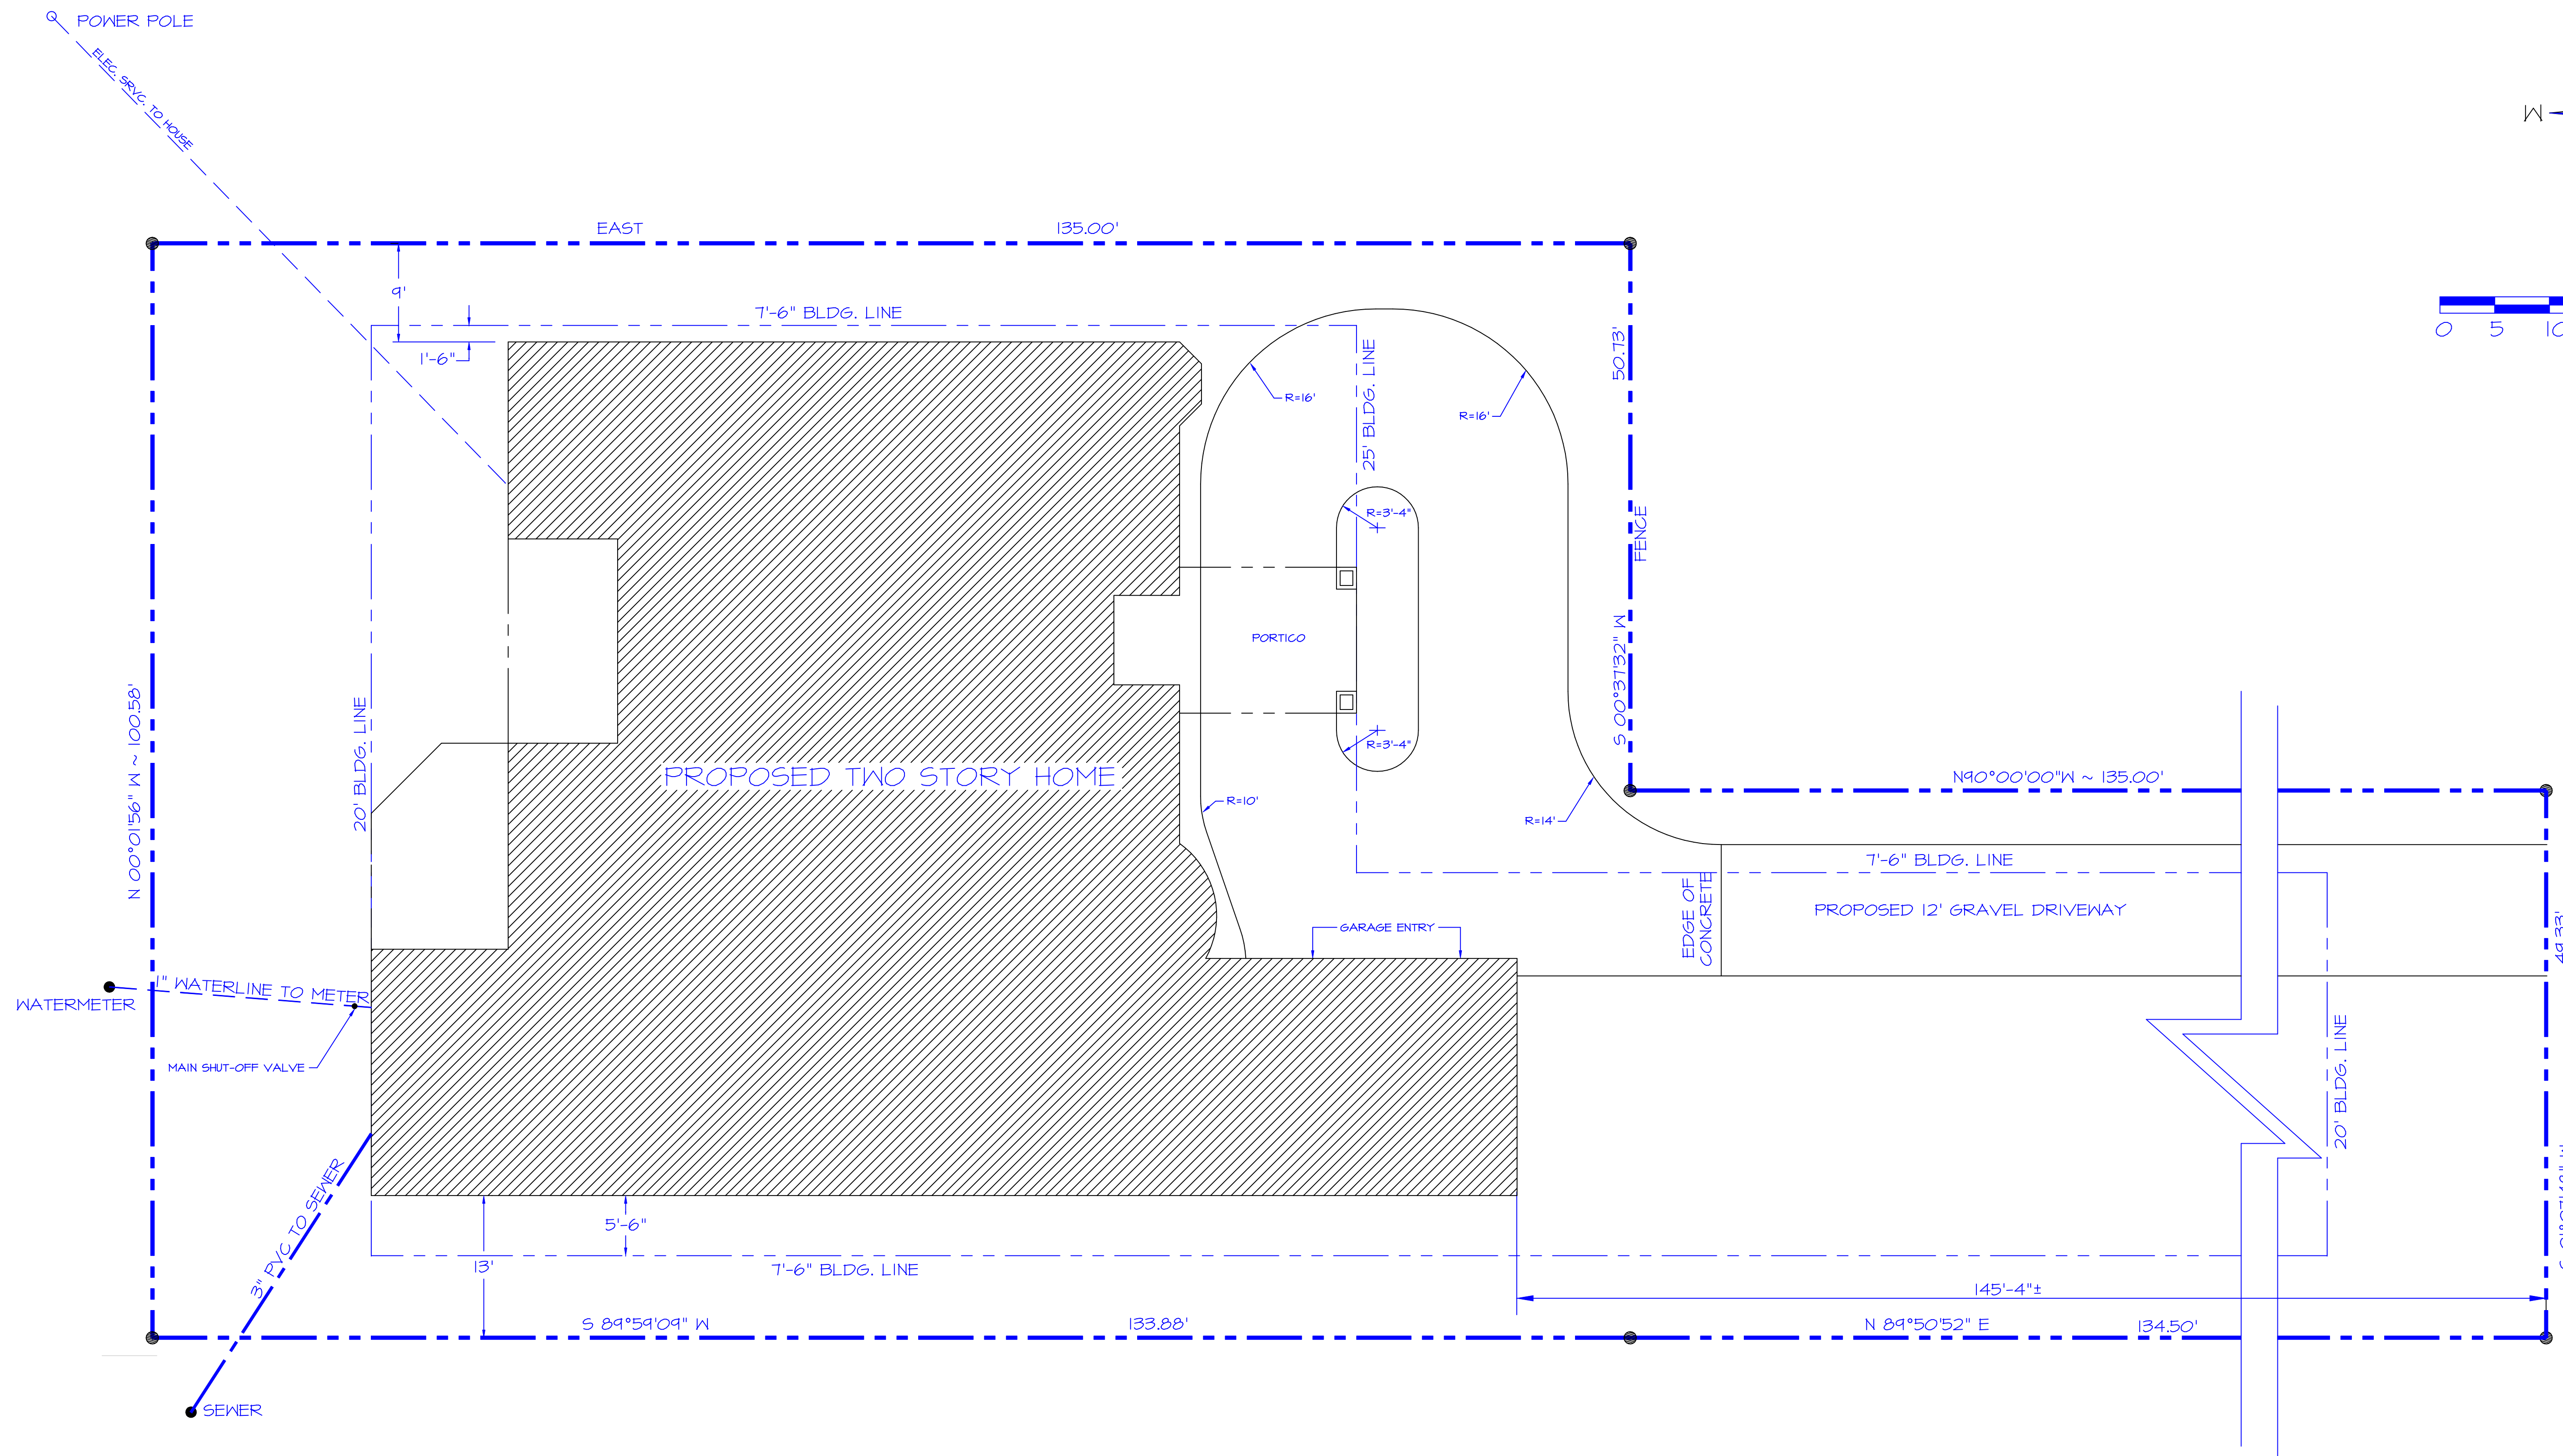 POWER POLE
ELEC. SRVC. TO HOUSE
W
EAST
135.00'
9'
7'-6" BLDG. LINE
1'-6"
0 5
25' BLDG. LINE
50.73'
R=16'
R=16'
R=3'-4"
FENCE
PORTICO
S 00°37'32" W
N 00°01'56" W ~ 100.58'
20' BLDG. LINE
R=3'-4"
PROPOSED TWO STORY HOME
N90°00'00"W ~ 135.00'
R=10'
R=14'
7'-6" BLDG. LINE
EDGE OF
CONCRETE
PROPOSED 12' GRAVEL DRIVEWAY
GARAGE ENTRY
49.33'
1" WATERLINE TO METER
WATERMETER
MAIN SHUT-OFF VALVE
20' BLDG. LINE
3" PVC TO SEWER
5'-6"
13'
7'-6" BLDG. LINE
145'-4"±
S 89°59'09" W
133.88'
N 89°50'52" E
134.50'
SEWER